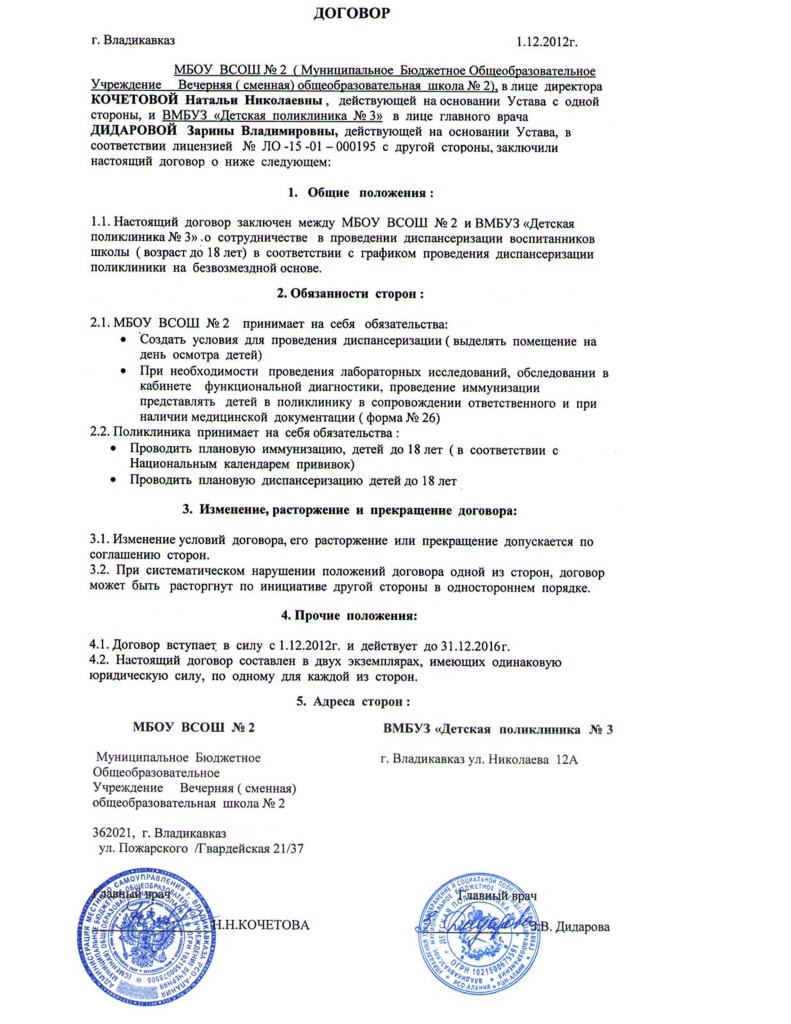 ДОГОВОР
г. Владикавказ 1.12.2012г.
МБОУ ВСОШ № 2 ( Муниципальное Бюджетное Общеобразовательное
Учреждение Вечерняя ( сменная) общеобразовательная школа № 2), в лице директора
КОЧЕТОВОЙ Натальи Николаевны , действующей на основании Устава с одной
стороны, и ВМБУЗ «Детская поликлиника № 3» в лице главного врача
ДИДАРОВОЙ Зарины Владимировны, действующей на основании Устава, в
соответствии лицензией № ЛО -15 -01 – 000195 с другой стороны, заключили
настоящий договор о ниже следующем:
1. Общие положения :
1.1. Настоящий договор заключен между МБОУ ВСОШ № 2 и ВМБУЗ «Детская
поликлиника № 3» .о сотрудничестве в проведении диспансеризации воспитанников
школы ( возраст до 18 лет) в соответствии с графиком проведения диспансеризации
поликлиники на безвозмездной основе.
2. Обязанности сторон :
2.1. МБОУ ВСОШ № 2 принимает на себя обязательства:
• Создать условия для проведения диспансеризации ( выделять помещение на
день осмотра детей)
• При необходимости проведения лабораторных исследований, обследовании в
кабинете функциональной диагностики, проведение иммунизации
представлять детей в поликлинику в сопровождении ответственного и при
наличии медицинской документации ( форма № 26)
2.2. Поликлиника принимает на себя обязательства :
• Проводить плановую иммунизацию, детей до 18 лет ( в соответствии с
Национальным календарем прививок)
• Проводить плановую диспансеризацию детей до 18 лет
3. Изменение, расторжение и прекращение договора:
3.1. Изменение условий договора, его расторжение или прекращение допускается по
соглашению сторон.
3.2. При систематическом нарушении положений договора одной из сторон, договор
может быть расторгнут по инициативе другой стороны в одностороннем порядке.
4. Прочие положения:
4.1. Договор вступает в силу с 1.12.2012г. и действует до 31.12.2016г.
4.2. Настоящий договор составлен в двух экземплярах, имеющих одинаковую
юридическую силу, по одному для каждой из сторон.
5. Адреса сторон :
МБОУ ВСОШ № 2 ВМБУЗ «Детская поликлиника № 3
Муниципальное Бюджетное г. Владикавказ ул. Николаева 12А
Общеобразовательное
Учреждение Вечерняя ( сменная)
общеобразовательная школа № 2
362021, г. Владикавказ
ул. Пожарского /Гвардейская 21/37
Главный врач Главный врач
Н.Н.КОЧЕТОВА З.В. Дидарова
АДМИНИСТРАЦИЯ МЕСТНОГО САМОУПРАВЛЕНИЯ г. ВЛАДИКАВКАЗА РСО-АЛАНИЯ
ОГРН 1021500675391